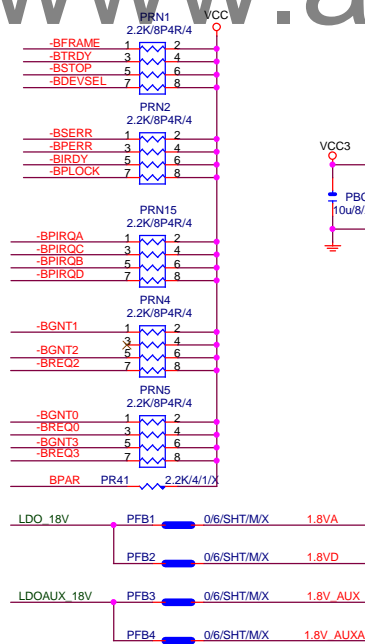 www.a
PRN1 VCC
2.2K/8P4R/4
-BFRAME 1 2
-BTRDY 3 4
-BSTOP 5 6
-BDEVSEL 7 8
PRN2
2.2K/8P4R/4
-BSERR 1 2
-BPERR 3 4
-BIRDY 5 6
-BPLOCK 7 8
VCC3
PBC
10u/8/
PRN15
2.2K/8P4R/4
-BPIRQA 1 2
-BPIRQC 3 4
-BPIRQB 5 6
-BPIRQD 7 8
PRN4
2.2K/8P4R/4
-BGNT1 1 2
3 4
-BGNT2 5 6
-BREQ2 7 8
PRN5
2.2K/8P4R/4
-BGNT0 1 2
-BREQ0 3 4
-BGNT3 5 6
-BREQ3 7 8
BPAR PR41 2.2K/4/1/X
LDO_18V PFB1 0/6/SHT/M/X 1.8VA
PFB2 0/6/SHT/M/X 1.8VD
LDOAUX_18V PFB3 0/6/SHT/M/X 1.8V_AUX
PFB4 0/6/SHT/M/X 1.8V_AUXA